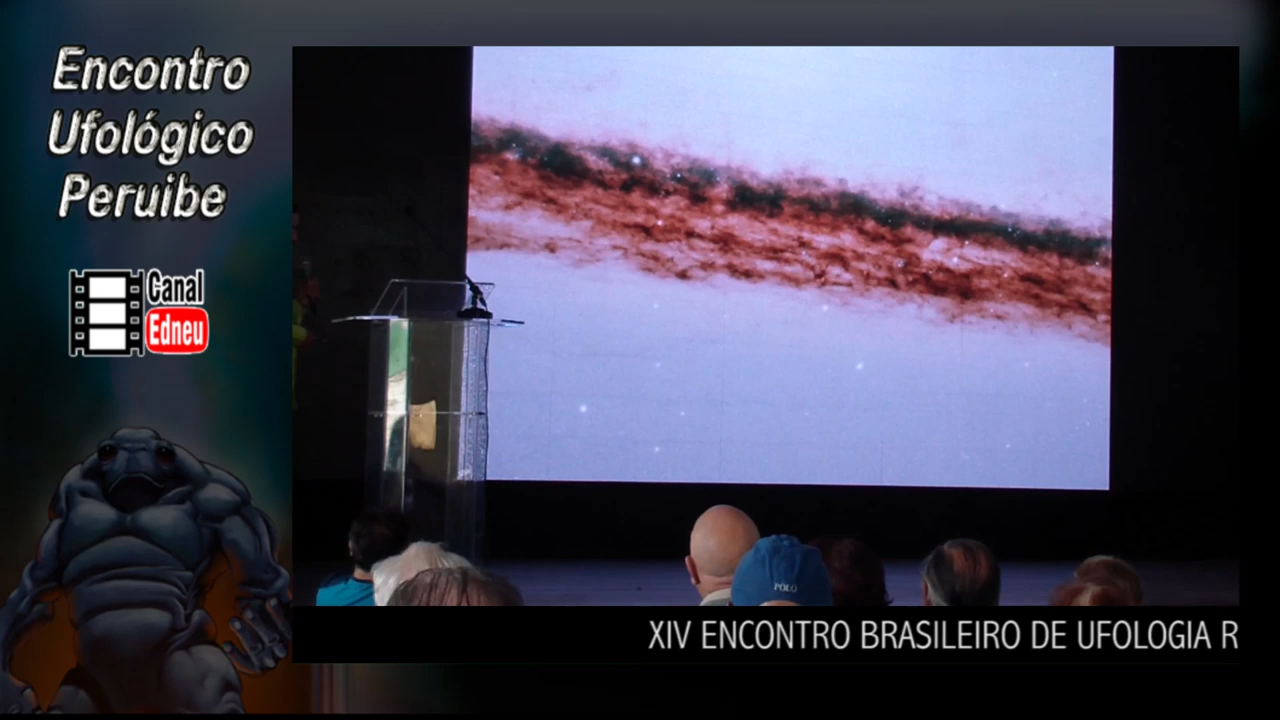 Encontro
Ufológico
Peruibe
Canal
Edneu
POLO
XIV ENCONTRO BRASILEIRO DE UFOLOGIA R